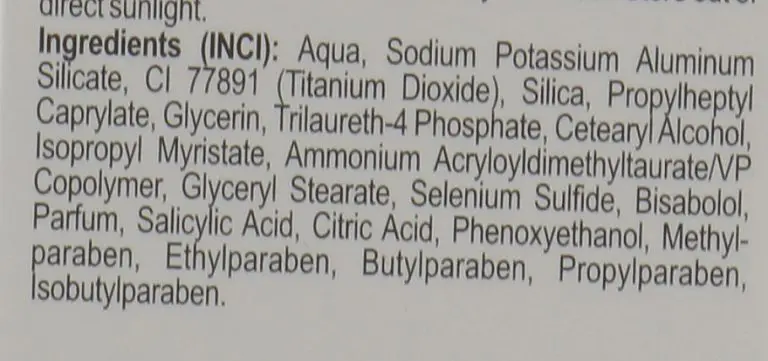 direct sunlight.
Ingredients (INCI): Aqua, Sodium Potassium Aluminum
Silicate, CI 77891 (Titanium Dioxide), Silica, Propylheptyl
Caprylate, Glycerin, Trilaureth-4 Phosphate, Cetearyl Alcohol,
Isopropyl Myristate, Ammonium Acryloyldimethyltaurate/VP
Copolymer, Glyceryl Stearate, Selenium Sulfide, Bisabolol,
Parfum, Salicylic Acid, Citric Acid, Phenoxyethanol, Methyl-
paraben, Ethylparaben, Butylparaben, Propylparaben,
Isobutylparaben.